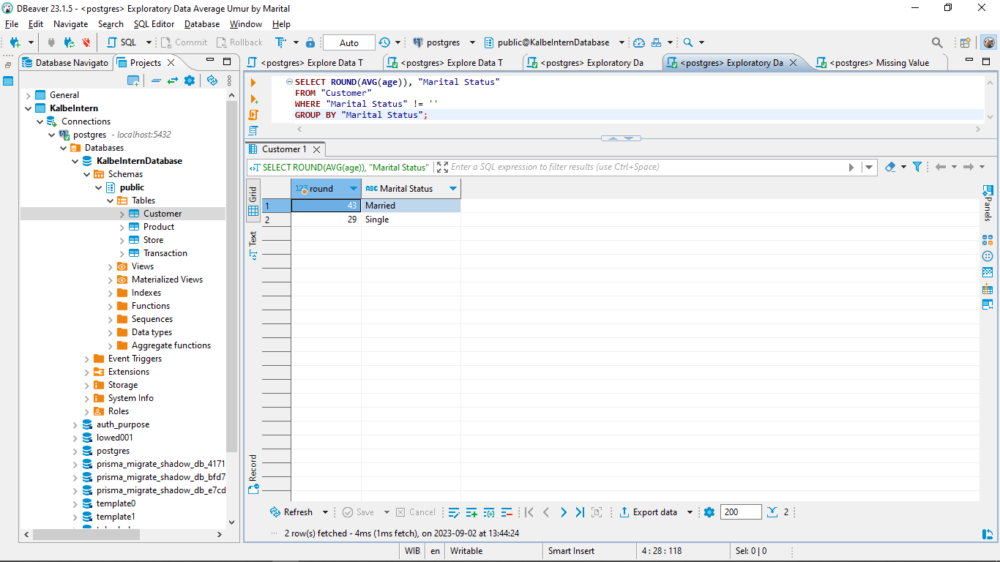 DBeaver 23.1.5 - <postgres> Exploratory Data Average Umur by Marital
File Edit Navigate Search SQL Editor Database Window Help
SQL Commit Rollback Auto postgres public@KalbeInternDatabase
Database Navigato Projects
<postgres> Explore Data T <postgres> Explore Data T <postgres> Exploratory Da <postgres> Exploratory Da <postgres> Missing Value
General
KalbeIntern
Connections
postgres - localhost:5432
Databases
KalbeInternDatabase
Schemas
public
Tables
Customer
Product
Store
Transaction
Views
Materialized Views
Indexes
Functions
Sequences
Data types
Aggregate functions
Event Triggers
Extensions
Storage
System Info
Roles
auth_purpose
lowed001
postgres
prisma_migrate_shadow_db_4171
prisma_migrate_shadow_db_bfd7
prisma_migrate_shadow_db_e7cd
template0
template1
SELECT ROUND(AVG(age)), "Marital Status"
FROM "Customer"
WHERE "Marital Status" != ''
GROUP BY "Marital Status";
Customer 1
SELECT ROUND(AVG(age)), "Marital Status" Enter a SQL expression to filter results (use Ctrl+Space)
Grid
Text
Record
123 round ABC Marital Status
1 43 Married
2 29 Single
Panels
Refresh Save Cancel Export data 200 2
2 row(s) fetched - 4ms (1ms fetch), on 2023-09-02 at 13:44:24
WIB en Writable Smart Insert 4 : 28 : 118 Sel: 0 | 0